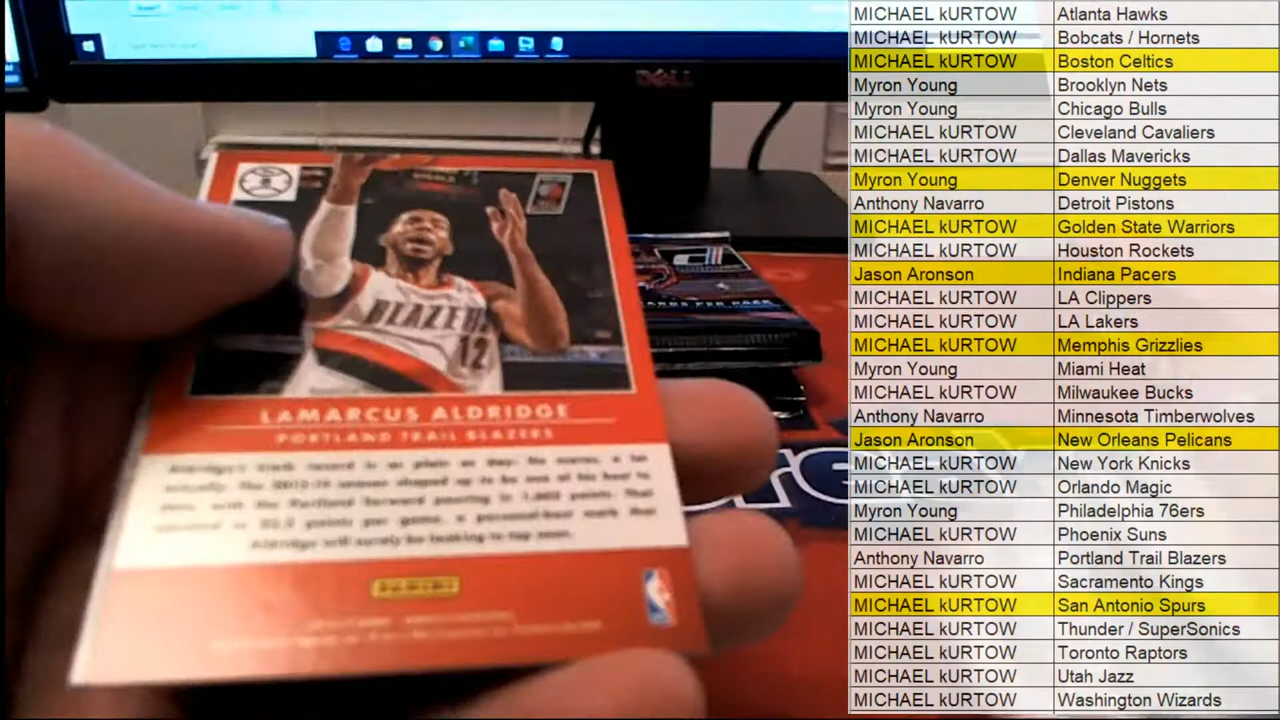 DELL
BLAZERS
12
LAMARCUS ALDRIDGE
PORTLAND TRAIL BLAZERS
PANINI
MICHAEL kURTOW Atlanta Hawks
MICHAEL kURTOW Bobcats / Hornets
MICHAEL kURTOW Boston Celtics
Myron Young Brooklyn Nets
Myron Young Chicago Bulls
MICHAEL kURTOW Cleveland Cavaliers
MICHAEL kURTOW Dallas Mavericks
Myron Young Denver Nuggets
Anthony Navarro Detroit Pistons
MICHAEL kURTOW Golden State Warriors
MICHAEL kURTOW Houston Rockets
Jason Aronson Indiana Pacers
MICHAEL kURTOW LA Clippers
MICHAEL kURTOW LA Lakers
MICHAEL kURTOW Memphis Grizzlies
Myron Young Miami Heat
MICHAEL kURTOW Milwaukee Bucks
Anthony Navarro Minnesota Timberwolves
Jason Aronson New Orleans Pelicans
MICHAEL kURTOW New York Knicks
MICHAEL kURTOW Orlando Magic
Myron Young Philadelphia 76ers
MICHAEL kURTOW Phoenix Suns
Anthony Navarro Portland Trail Blazers
MICHAEL kURTOW Sacramento Kings
MICHAEL kURTOW San Antonio Spurs
MICHAEL kURTOW Thunder / SuperSonics
MICHAEL kURTOW Toronto Raptors
MICHAEL kURTOW Utah Jazz
MICHAEL kURTOW Washington Wizards